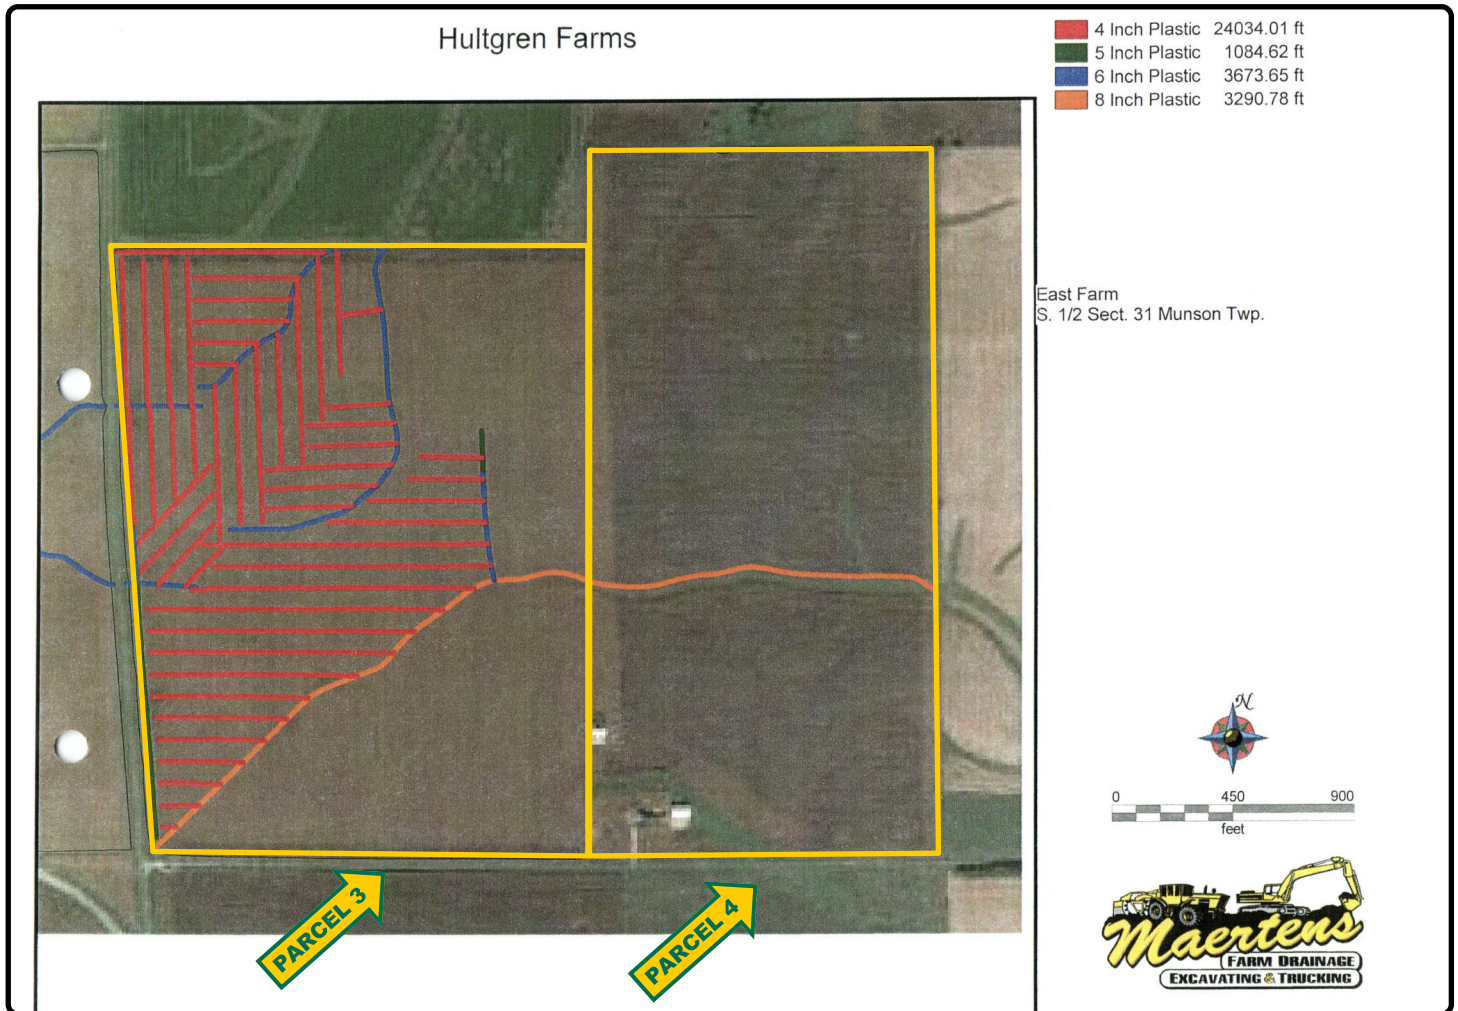 Hultgren Farms
4 Inch Plastic 24034.01 ft
5 Inch Plastic 1084.62 ft
6 Inch Plastic 3673.65 ft
8 Inch Plastic 3290.78 ft
East Farm
S. 1/2 Sect. 31 Munson Twp.
N
0 450 900
feet
PARCEL 3
PARCEL 4
Maertens
FARM DRAINAGE
EXCAVATING & TRUCKING